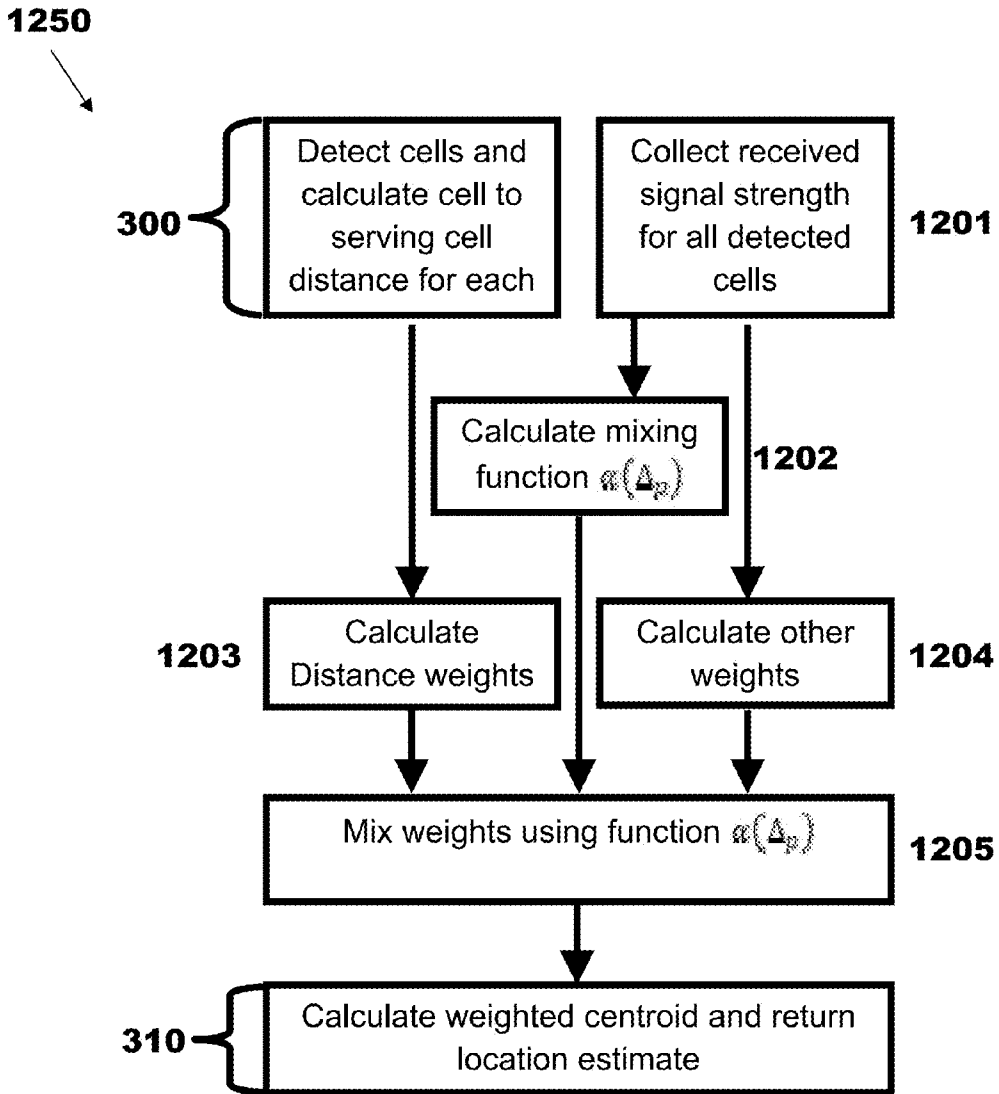 1250
Detect cells and
calculate cell to
serving cell
distance for each
300
Collect received
signal strength
for all detected
cells
1201
Calculate mixing
function α(Δₚ)
1202
1203
Calculate
Distance weights
Calculate other
weights
1204
Mix weights using function α(Δₚ)
1205
310
Calculate weighted centroid and return
location estimate